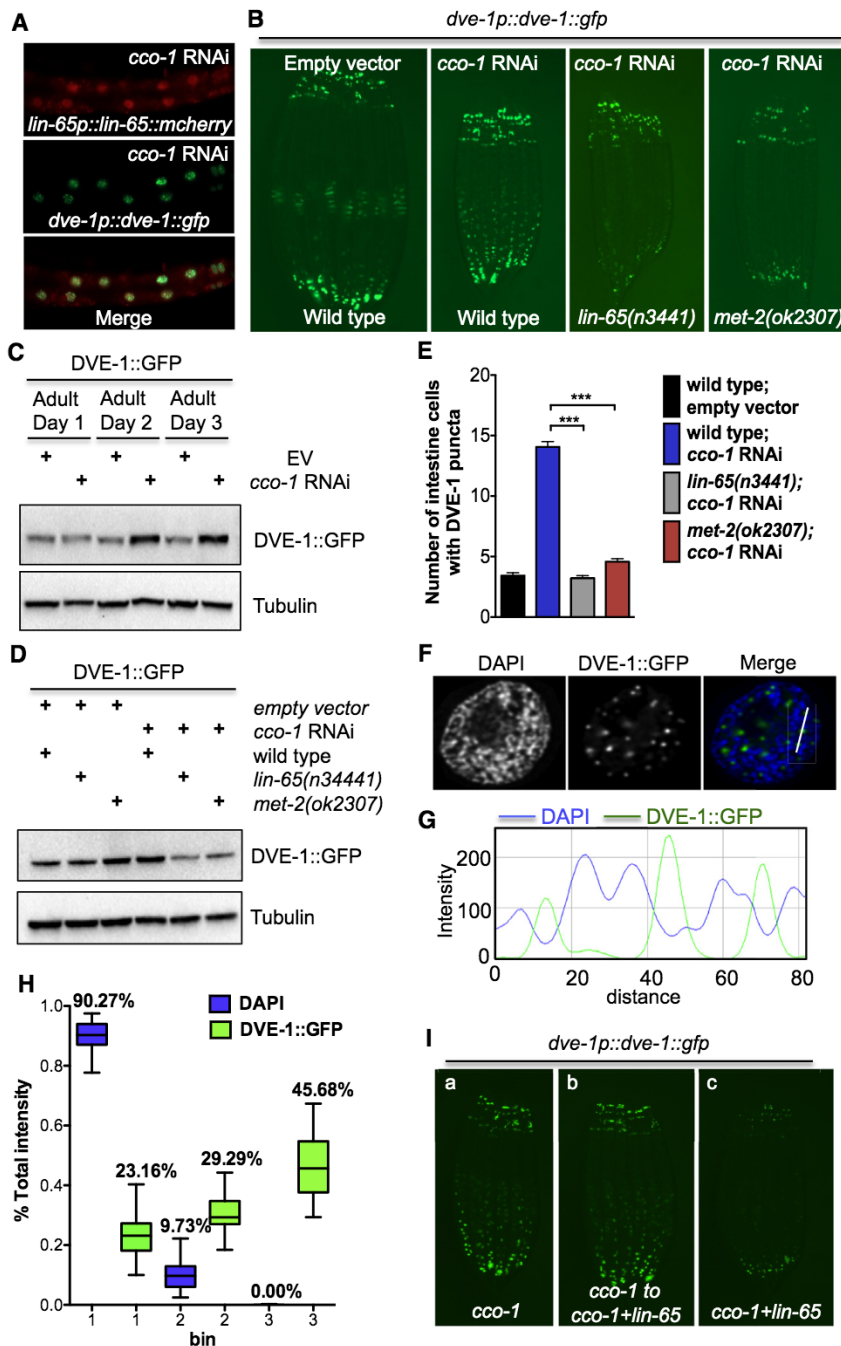 A
cco-1 RNAi
lin-65p::lin-65::mcherry
cco-1 RNAi
dve-1p::dve-1::gfp
Merge
B
dve-1p::dve-1::gfp
Empty vector
cco-1 RNAi
cco-1 RNAi
cco-1 RNAi
Wild type
Wild type
lin-65(n3441)
met-2(ok2307)
C
DVE-1::GFP
Adult Day 1
Adult Day 2
Adult Day 3
+ + + EV
+ + + cco-1 RNAi
DVE-1::GFP
Tubulin
D
DVE-1::GFP
+ + + empty vector
+ + + cco-1 RNAi
+ + wild type
+ + lin-65(n34441)
+ + met-2(ok2307)
DVE-1::GFP
Tubulin
E
Number of intestine cells
with DVE-1 puncta
20
15
10
5
0
***
***
wild type;
empty vector
wild type;
cco-1 RNAi
lin-65(n3441);
cco-1 RNAi
met-2(ok2307);
cco-1 RNAi
F
DAPI
DVE-1::GFP
Merge
G
DAPI
DVE-1::GFP
Intensity
200
100
0
0 20 40 60 80
distance
H
% Total intensity
1.0
0.8
0.6
0.4
0.2
0.0
90.27%
23.16%
9.73%
29.29%
0.00%
45.68%
DAPI
DVE-1::GFP
1 1 2 2 3 3
bin
I
dve-1p::dve-1::gfp
a
b
c
cco-1
cco-1 to
cco-1+lin-65
cco-1+lin-65